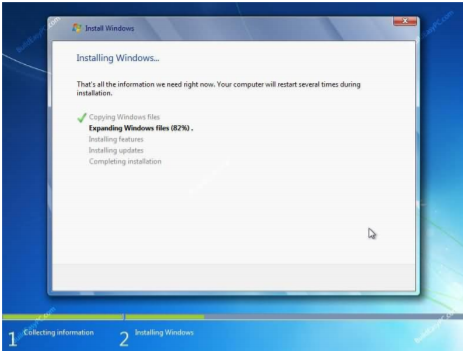 Install Windows
Installing Windows...
That's all the information we need right now. Your computer will restart several times during
installation.
Copying Windows files
Expanding Windows files (82%) .
Installing features
Installing updates
Completing installation
1 Collecting information
2 Installing Windows